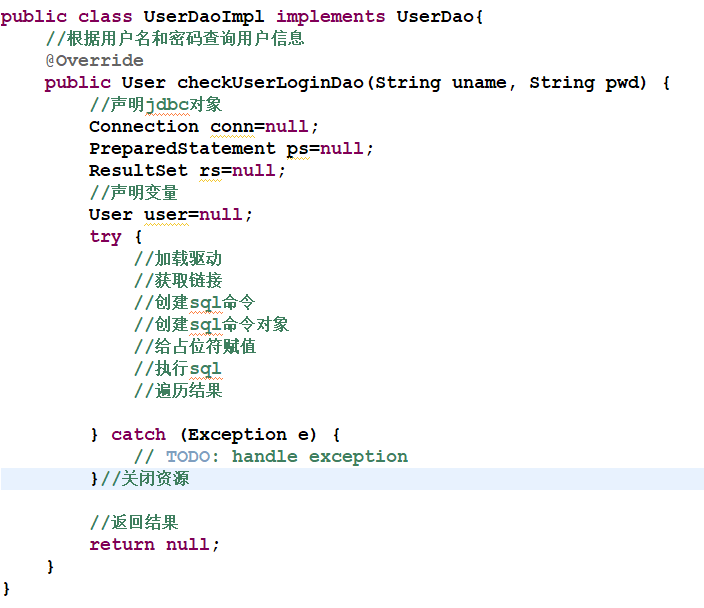 public class UserDaoImpl implements UserDao{
    //根据用户名和密码查询用户信息
    @Override
    public User checkUserLoginDao(String uname, String pwd) {
        //声明jdbc对象
        Connection conn=null;
        PreparedStatement ps=null;
        ResultSet rs=null;
        //声明变量
        User user=null;
        try {
            //加载驱动
            //获取链接
            //创建sql命令
            //创建sql命令对象
            //给占位符赋值
            //执行sql
            //遍历结果
        } catch (Exception e) {
            // TODO: handle exception
        }//关闭资源
        //返回结果
        return null;
    }
}